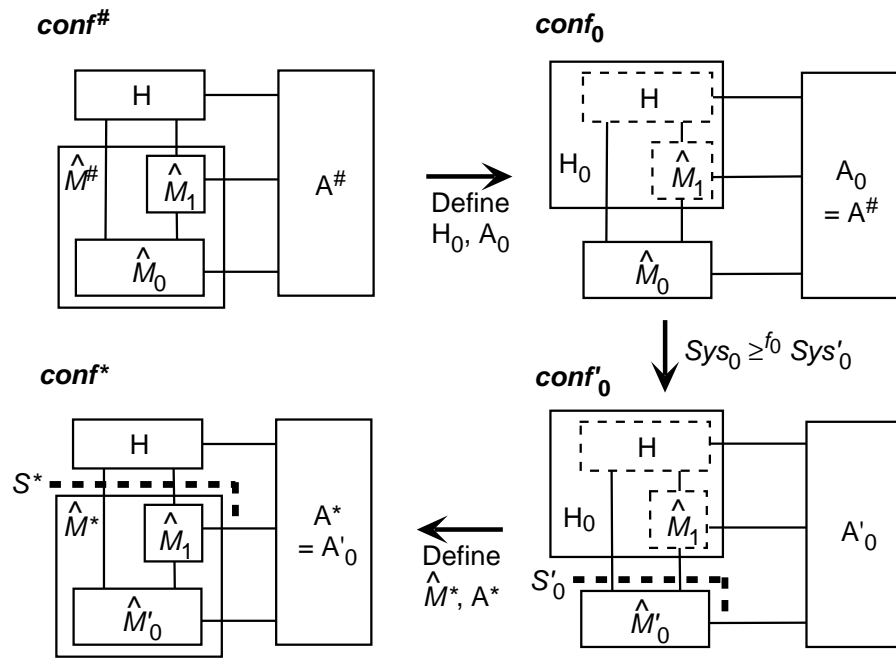 conf#
H
M̂#
M̂₁
M̂₀
A#
Define
H₀, A₀
conf₀
H
H₀
M̂₁
M̂₀
A₀
= A#
Sys₀ ≥ᶠ⁰ Sys'₀
conf*
H
S*
M̂*
M̂₁
M̂'₀
A*
= A'₀
Define
M̂*, A*
conf'₀
H
H₀
M̂₁
S'₀
M̂'₀
A'₀